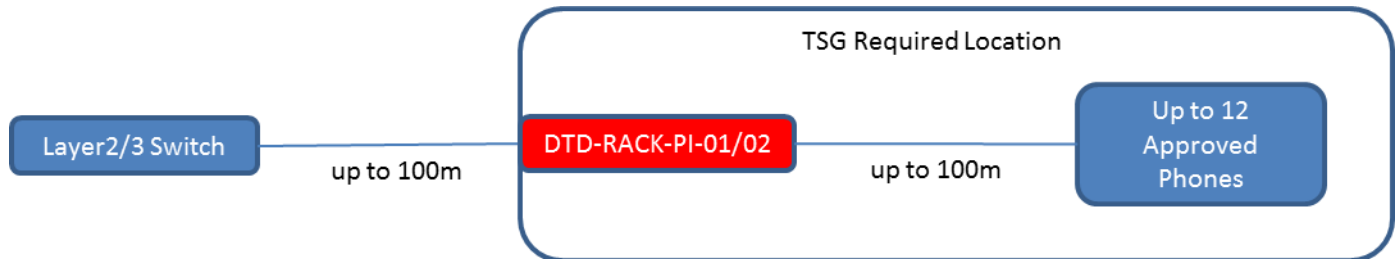 TSG Required Location
Layer2/3 Switch
up to 100m
DTD-RACK-PI-01/02
up to 100m
Up to 12
Approved
Phones